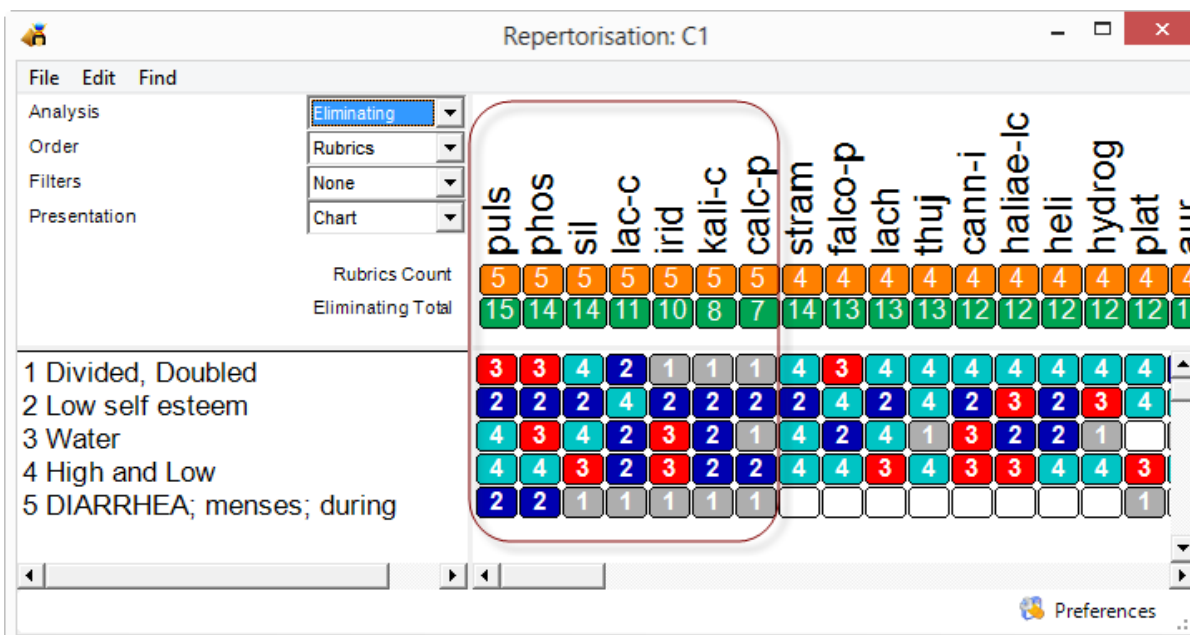 Repertorisation: C1
File Edit Find
Analysis Eliminating
Order Rubrics
Filters None
Presentation Chart
puls phos sil lac-c irid kali-c calc-p stram falco-p lach thuj cann-i haliae-lc heli hydrog plat
Rubrics Count 5 5 5 5 5 5 5 4 4 4 4 4 4 4 4 4 4
Eliminating Total 15 14 14 11 10 8 7 14 13 13 13 12 12 12 12 12
1 Divided, Doubled 3 3 4 2 1 1 1 4 3 4 4 4 4 4 4 4
2 Low self esteem 2 2 2 4 2 2 2 2 4 2 4 2 3 2 3 4
3 Water 4 3 4 2 3 2 1 4 2 4 1 3 2 2 1
4 High and Low 4 4 3 2 3 2 2 4 4 3 4 3 3 4 4 3
5 DIARRHEA; menses; during 2 2 1 1 1 1 1 1
Preferences